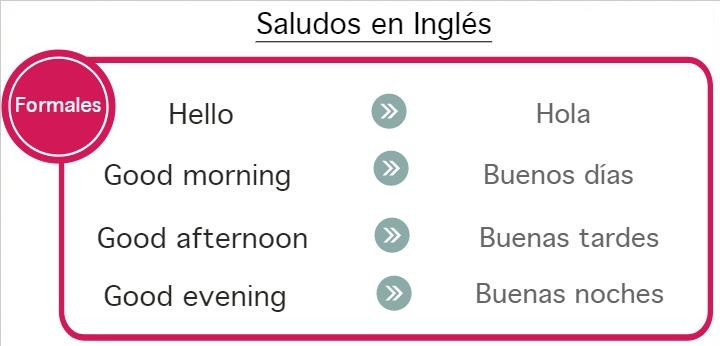 Saludos en Inglés
Formales
Hello Hola
Good morning Buenos días
Good afternoon Buenas tardes
Good evening Buenas noches